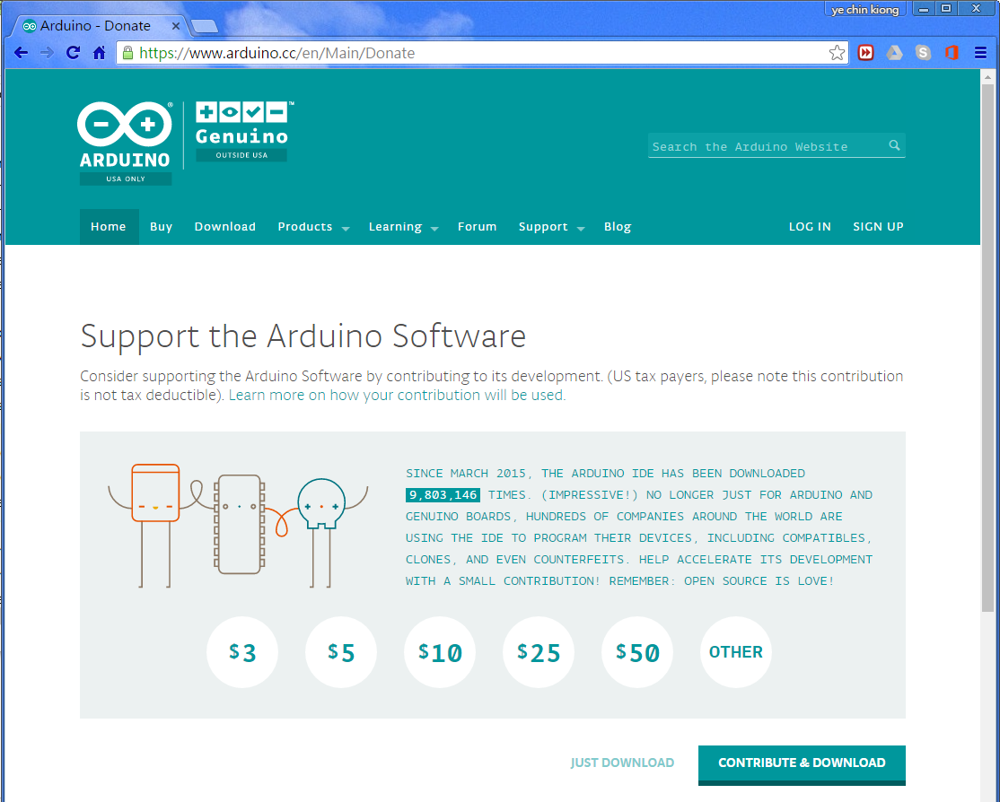 ye chin kiong
Arduino - Donate
https://www.arduino.cc/en/Main/Donate
ARDUINO
USA ONLY
®
Genuino
OUTSIDE USA
™
Search the Arduino Website
Home Buy Download Products Learning Forum Support Blog LOG IN SIGN UP
Support the Arduino Software
Consider supporting the Arduino Software by contributing to its development. (US tax payers, please note this contribution
is not tax deductible). Learn more on how your contribution will be used.
SINCE MARCH 2015, THE ARDUINO IDE HAS BEEN DOWNLOADED
9,803,146 TIMES. (IMPRESSIVE!) NO LONGER JUST FOR ARDUINO AND
GENUINO BOARDS, HUNDREDS OF COMPANIES AROUND THE WORLD ARE
USING THE IDE TO PROGRAM THEIR DEVICES, INCLUDING COMPATIBLES,
CLONES, AND EVEN COUNTERFEITS. HELP ACCELERATE ITS DEVELOPMENT
WITH A SMALL CONTRIBUTION! REMEMBER: OPEN SOURCE IS LOVE!
$3 $5 $10 $25 $50 OTHER
JUST DOWNLOAD CONTRIBUTE & DOWNLOAD